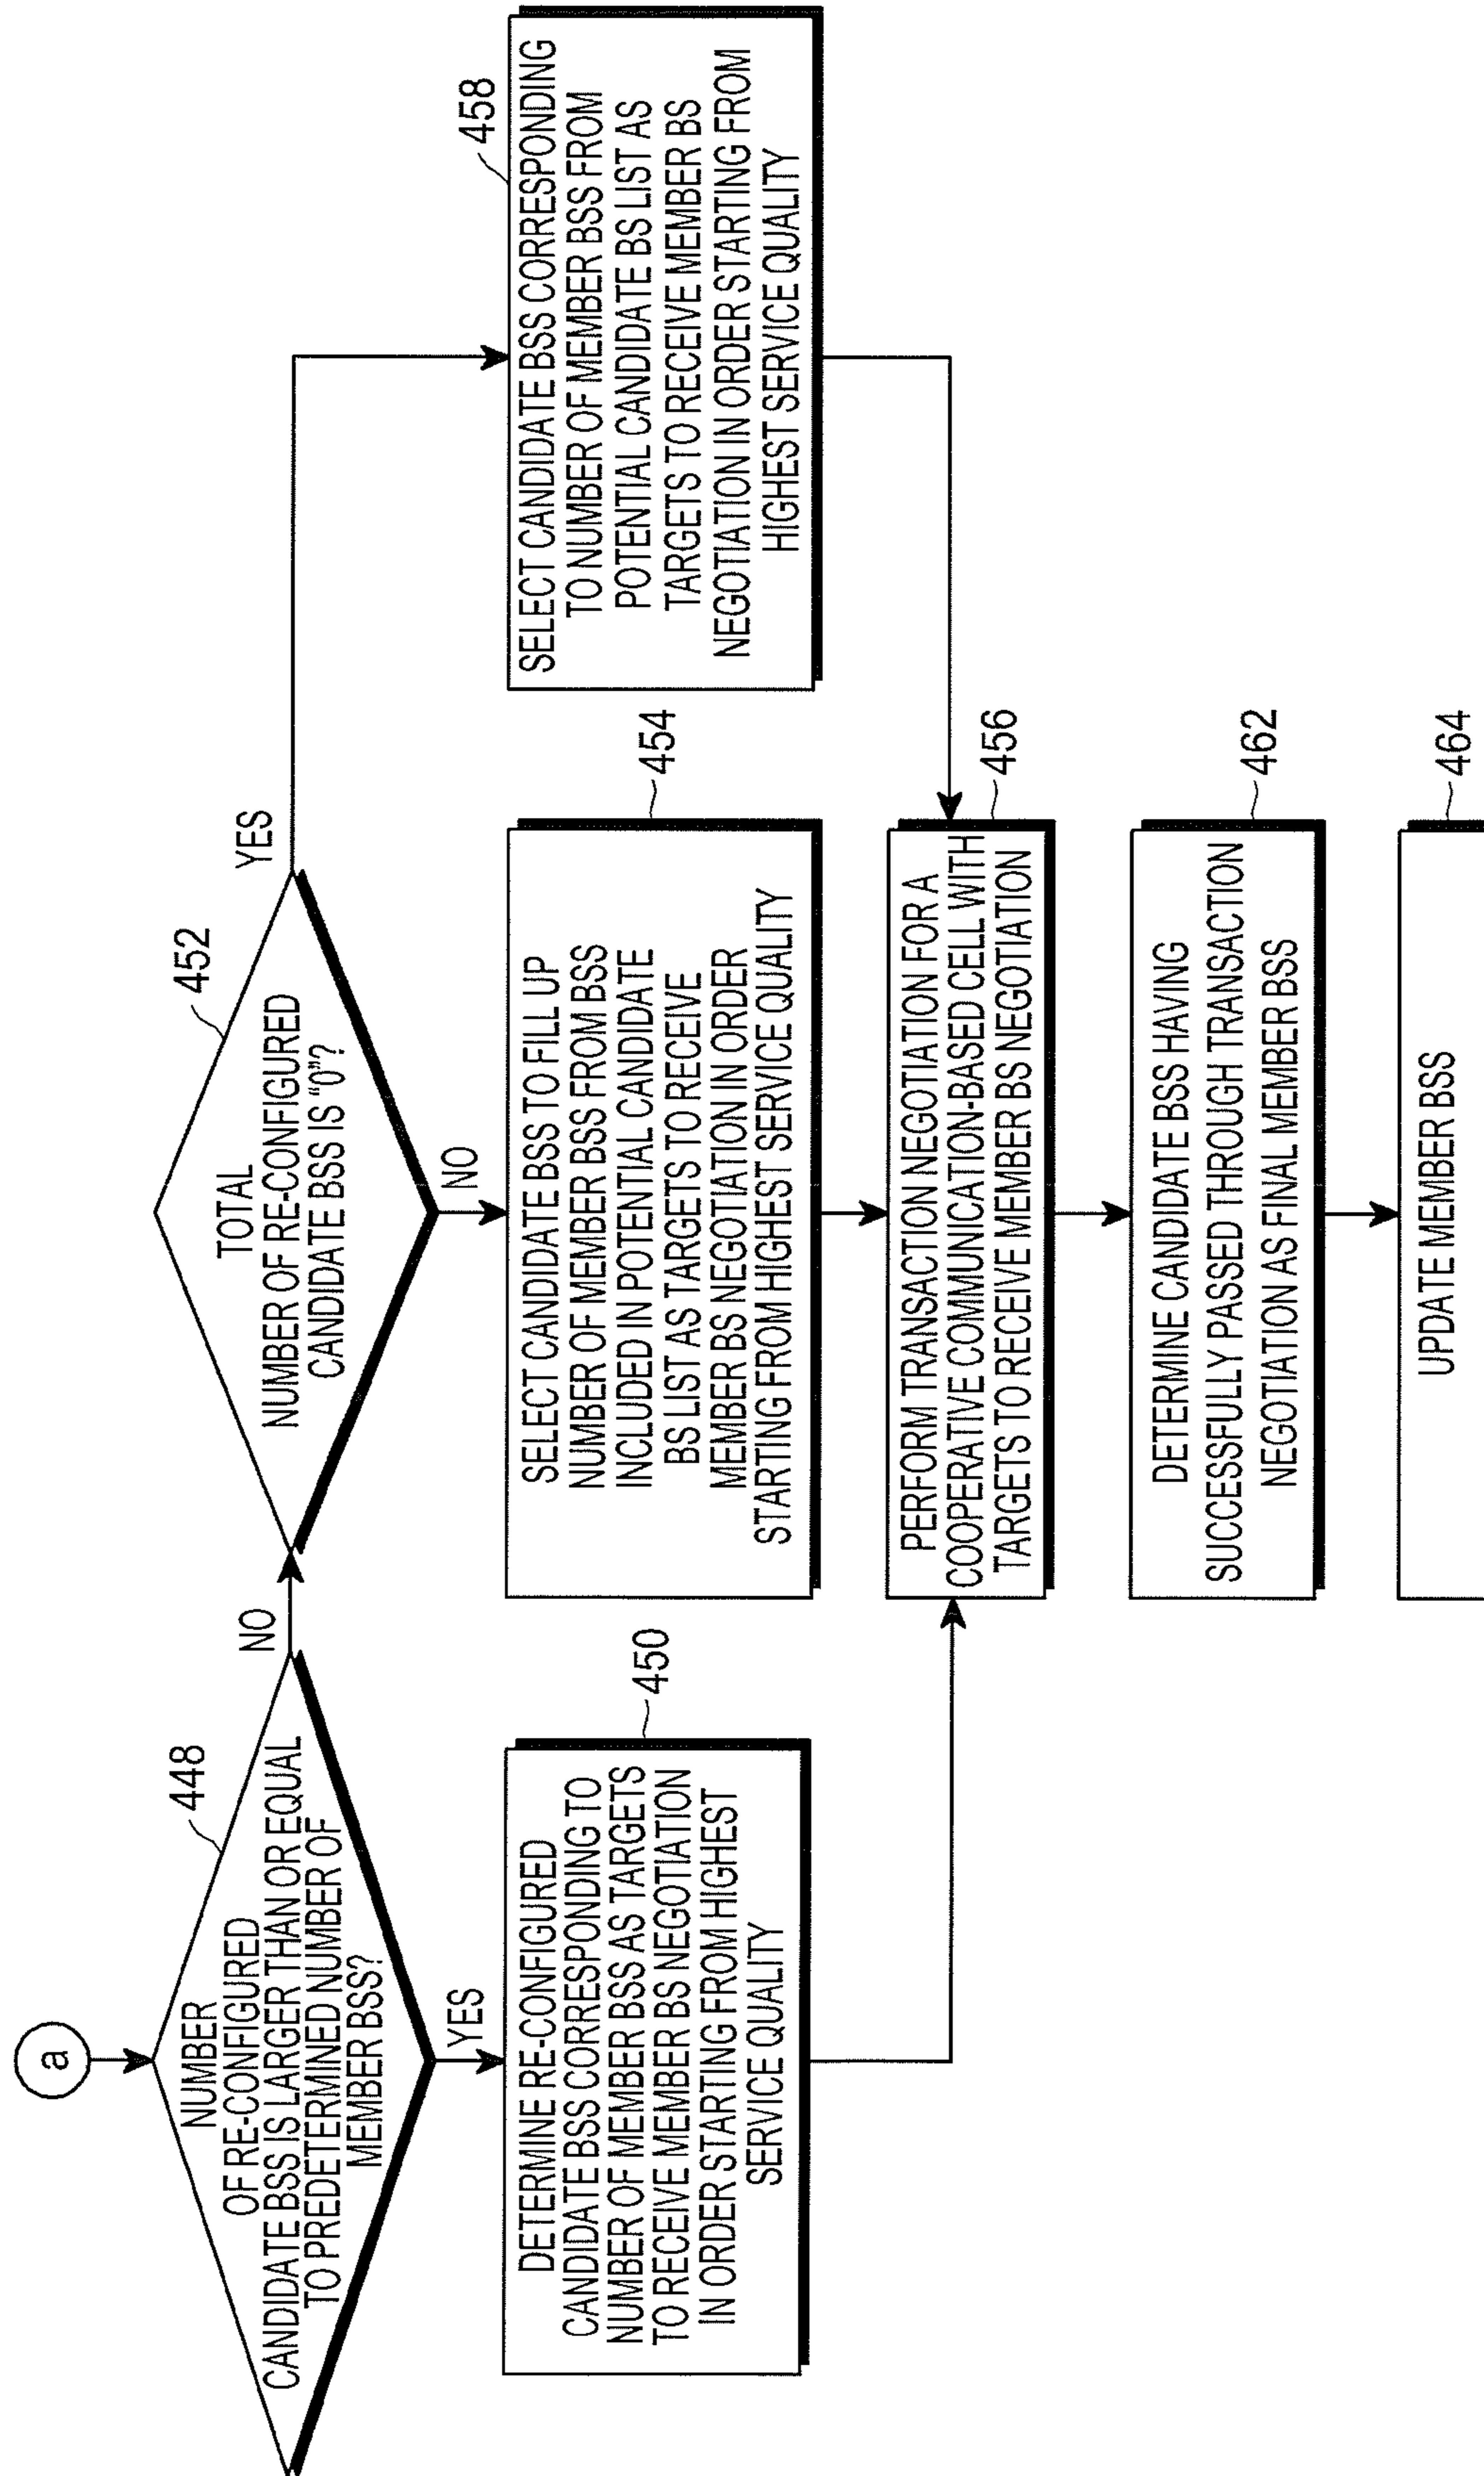 a
448
NUMBER
OF RE-CONFIGURED
CANDIDATE BSS IS LARGER THAN OR EQUAL
TO PREDETERMINED NUMBER OF
MEMBER BSS?
NO
YES
452
TOTAL
NUMBER OF RE-CONFIGURED
CANDIDATE BSS IS "0"?
YES
NO
450
DETERMINE RE-CONFIGURED
CANDIDATE BSS CORRESPONDING TO
NUMBER OF MEMBER BSS AS TARGETS
TO RECEIVE MEMBER BS NEGOTIATION
IN ORDER STARTING FROM HIGHEST
SERVICE QUALITY
454
SELECT CANDIDATE BSS TO FILL UP
NUMBER OF MEMBER BSS FROM BSS
INCLUDED IN POTENTIAL CANDIDATE
BS LIST AS TARGETS TO RECEIVE
MEMBER BS NEGOTIATION IN ORDER
STARTING FROM HIGHEST SERVICE QUALITY
458
SELECT CANDIDATE BSS CORRESPONDING
TO NUMBER OF MEMBER BSS FROM
POTENTIAL CANDIDATE BS LIST AS
TARGETS TO RECEIVE MEMBER BS
NEGOTIATION IN ORDER STARTING FROM
HIGHEST SERVICE QUALITY
456
PERFORM TRANSACTION NEGOTIATION FOR A
COOPERATIVE COMMUNICATION-BASED CELL WITH
TARGETS TO RECEIVE MEMBER BS NEGOTIATION
462
DETERMINE CANDIDATE BSS HAVING
SUCCESSFULLY PASSED THROUGH TRANSACTION
NEGOTIATION AS FINAL MEMBER BSS
464
UPDATE MEMBER BSS